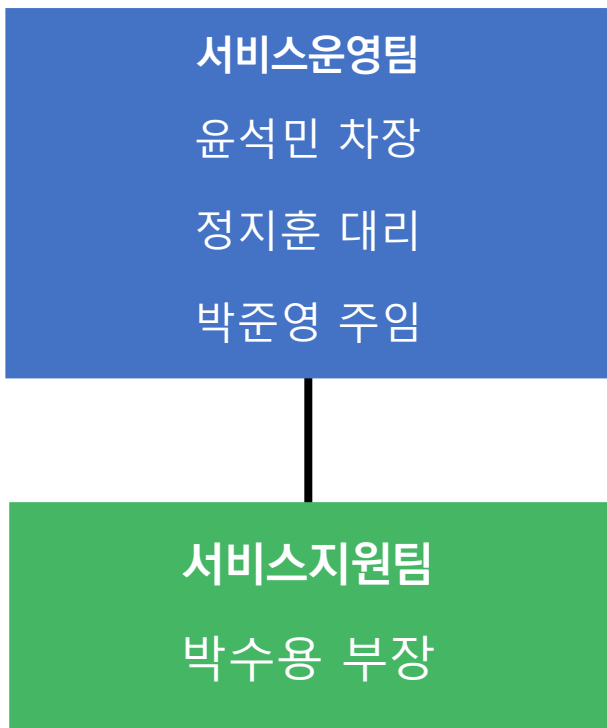 서비스운영팀
윤석민 차장
정지훈 대리
박준영 주임
서비스지원팀
박수용 부장